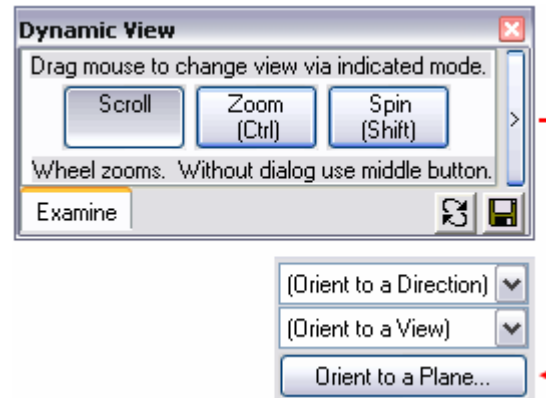 Dynamic View
Drag mouse to change view via indicated mode.
Scroll Zoom Spin
(Ctrl) (Shift)
>
Wheel zooms. Without dialog use middle button.
Examine
(Orient to a Direction)
(Orient to a View)
Orient to a Plane...